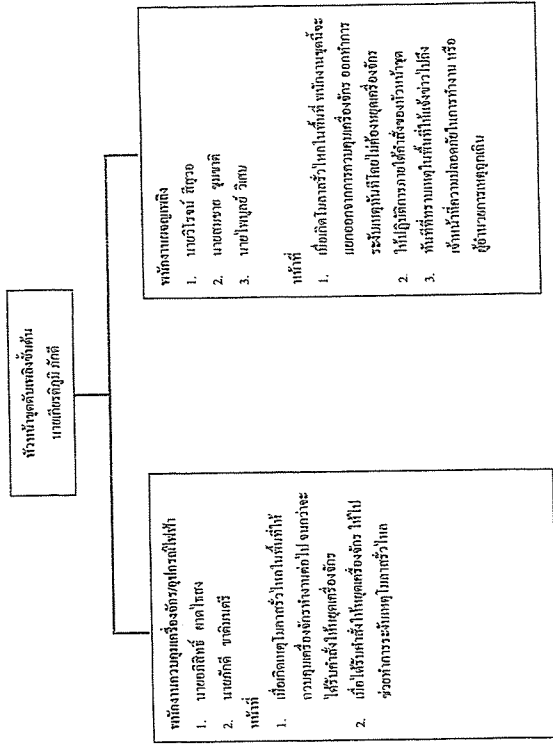 หัวหน้าชุดดับเพลิงขั้นต้น
นายเกียรติภูมิ ภักดี
พนักงานควบคุมเครื่องจักร/อุปกรณ์ไฟฟ้า
1. นายอภิสิทธิ์
2. นายภักดี
หน้าที่
1. เมื่อเกิดเหตุโมลาสรั่วไหลในพื้นที่ให้
ควบคุมเครื่องจักรทำงานต่อไป จนกว่าจะ
ได้รับคำสั่งให้หยุดเครื่องจักร
2. เมื่อได้รับคำสั่งให้หยุดเครื่องจักร ให้ไป
ช่วยทำการระงับเหตุโมลาสรั่วไหล
พนักงานผจญเพลิง
1. นายวิโรจน์
2. นายสมชาย ชุมชาติ
3. นายไพบูลย์ วิเศษ
หน้าที่
1. เมื่อเกิดโมลาสรั่วไหลในพื้นที่ พนักงานชุดนี้จะ
แยกออกจากการควบคุมเครื่องจักร ออกทำการ
ระงับเหตุทันทีโดยไม่ต้องหยุดเครื่องจักร
2. ให้ปฏิบัติการภายใต้คำสั่งของหัวหน้าชุด
3. ทันทีที่ทราบเหตุในพื้นที่ให้แจ้งข่าวไปถึง
เจ้าหน้าที่ความปลอดภัยในการทำงาน หรือ
ผู้อำนวยการเหตุฉุกเฉิน